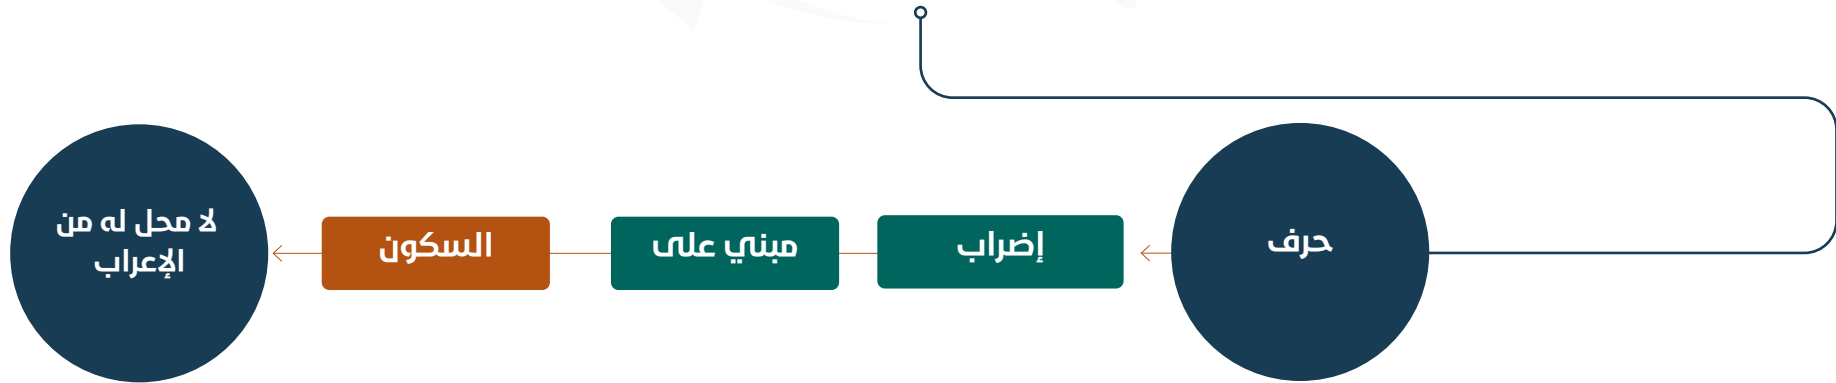 حرف
إضراب
مبني على
السكون
لا محل له من
الإعراب